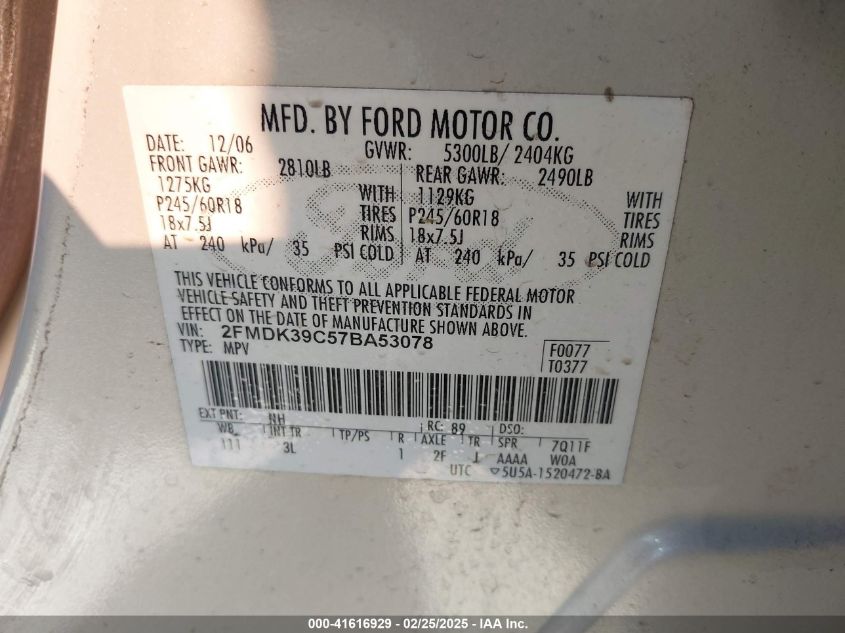 MFD. BY FORD MOTOR CO.
DATE: 12/06 GVWR: 5300LB/ 2404KG
FRONT GAWR: 2810LB REAR GAWR: 2490LB
1275KG WITH 1129KG WITH
P245/60R18 TIRES P245/60R18 TIRES
18x7.5J RIMS 18x7.5J RIMS
AT 240 kPa/ 35 PSI COLD AT 240 kPa/ 35 PSI COLD
Ford
THIS VEHICLE CONFORMS TO ALL APPLICABLE FEDERAL MOTOR
VEHICLE SAFETY AND THEFT PREVENTION STANDARDS IN
EFFECT ON THE DATE OF MANUFACTURE SHOWN ABOVE.
VIN: 2FMDK39C57BA53078
TYPE: MPV
F0077
T0377
EXT PNT: NH RC: 89 DSO:
WB INT TR TP/PS R AXLE TR SPR 7Q11F
111 3L 1 2F J AAAA WOA
UTC ▽5U5A-1520472-BA
000-41616929 - 02/25/2025 - IAA Inc.